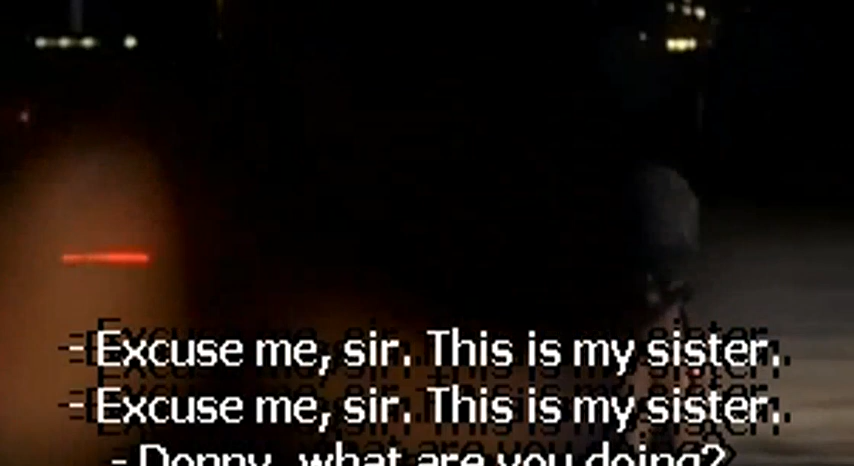 - Excuse me, sir. This is my sister.
- Excuse me, sir. This is my sister.
- Donny, what are you doing?